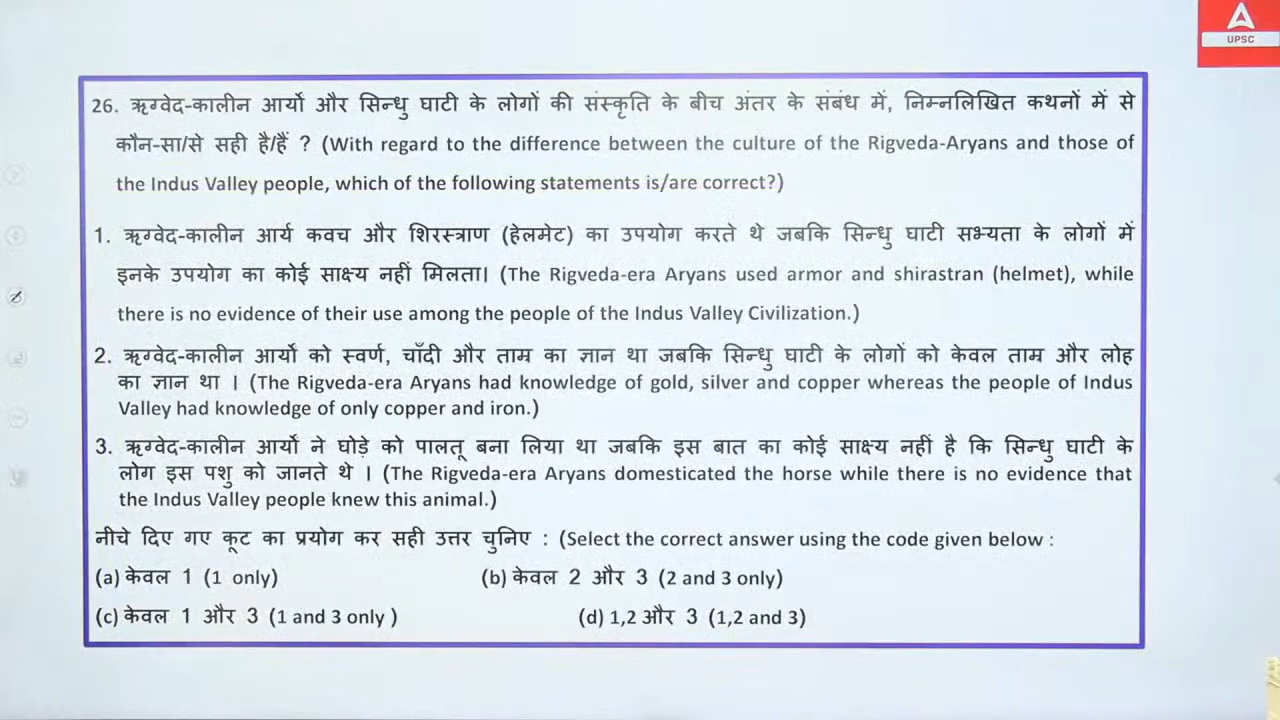 UPSC
26. ऋग्वेद-कालीन आर्यों और सिन्धु घाटी के लोगों की संस्कृति के बीच अंतर के संबंध में, निम्नलिखित कथनों में से
कौन-सा/से सही है/हैं ? (With regard to the difference between the culture of the Rigveda-Aryans and those of
the Indus Valley people, which of the following statements is/are correct?)
1. ऋग्वेद-कालीन आर्य कवच और शिरस्त्राण (हेलमेट) का उपयोग करते थे जबकि सिन्धु घाटी सभ्यता के लोगों में
इनके उपयोग का कोई साक्ष्य नहीं मिलता। (The Rigveda-era Aryans used armor and shirastran (helmet), while
there is no evidence of their use among the people of the Indus Valley Civilization.)
2. ऋग्वेद-कालीन आर्यों को स्वर्ण, चाँदी और ताम्र का ज्ञान था जबकि सिन्धु घाटी के लोगों को केवल ताम्र और लोह
का ज्ञान था । (The Rigveda-era Aryans had knowledge of gold, silver and copper whereas the people of Indus
Valley had knowledge of only copper and iron.)
3. ऋग्वेद-कालीन आर्यों ने घोड़े को पालतू बना लिया था जबकि इस बात का कोई साक्ष्य नहीं है कि सिन्धु घाटी के
लोग इस पशु को जानते थे । (The Rigveda-era Aryans domesticated the horse while there is no evidence that
the Indus Valley people knew this animal.)
नीचे दिए गए कूट का प्रयोग कर सही उत्तर चुनिए : (Select the correct answer using the code given below :
(a) केवल 1 (1 only) (b) केवल 2 और 3 (2 and 3 only)
(c) केवल 1 और 3 (1 and 3 only ) (d) 1,2 और 3 (1,2 and 3)